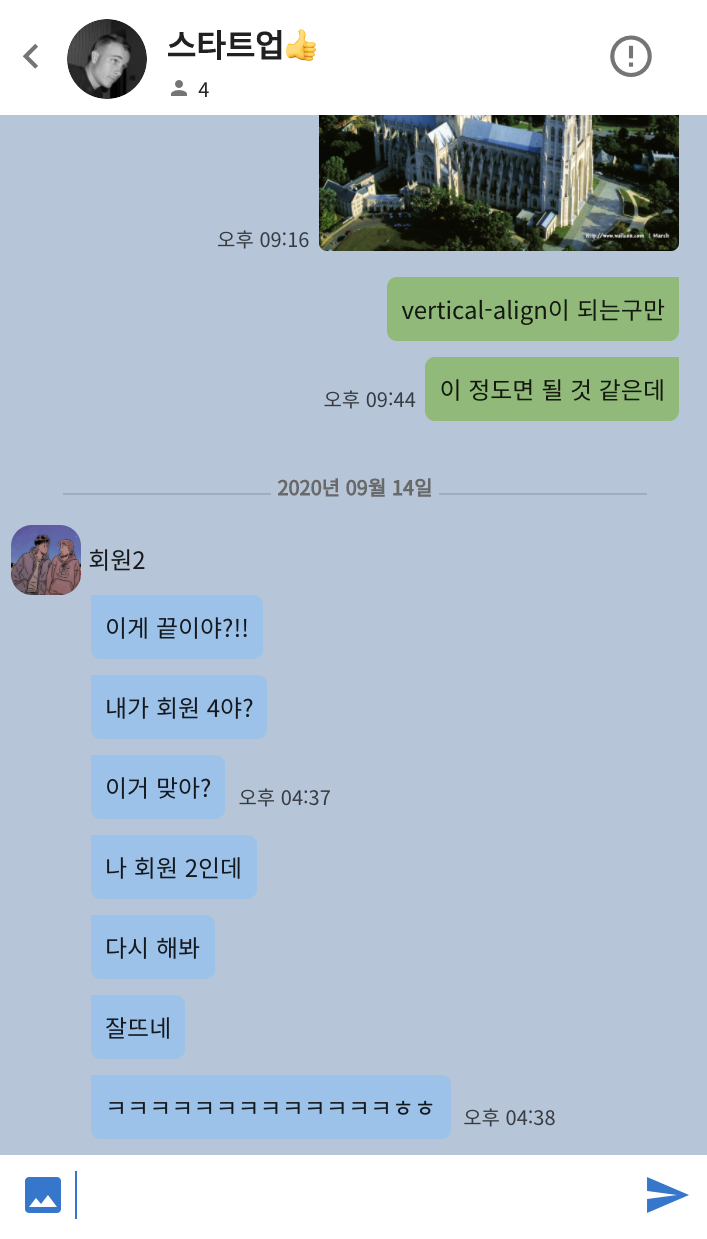 스타트업👍
4
오후 09:16
vertical-align이 되는구만
이 정도면 될 것 같은데
오후 09:44
2020년 09월 14일
회원2
이게 끝이야?!!
내가 회원 4야?
이거 맞아?
오후 04:37
나 회원 2인데
다시 해봐
잘뜨네
ㅋㅋㅋㅋㅋㅋㅋㅋㅋㅋㅋㅋㅋㅎㅎ
오후 04:38